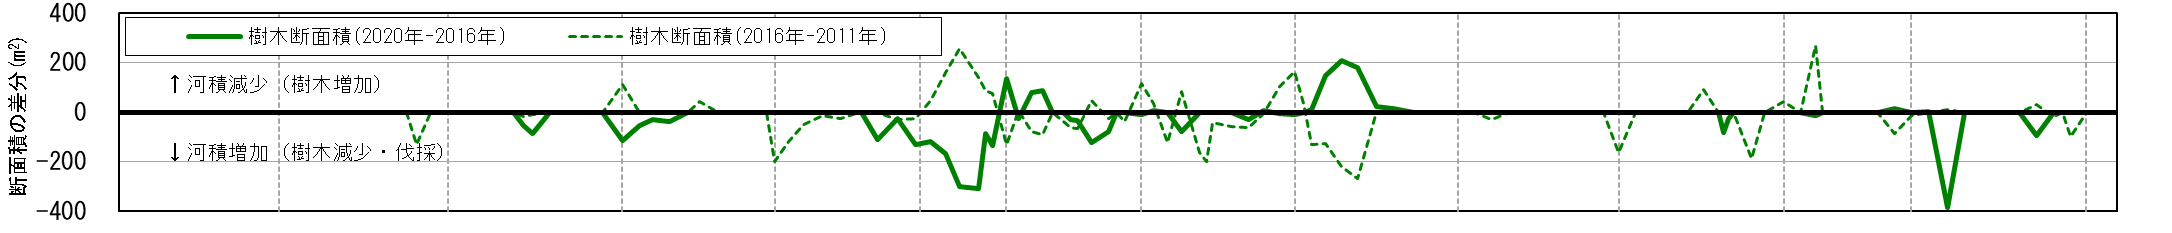 400
樹木断面積(2020年-2016年) 樹木断面積(2016年-2011年)
200
↑河積減少（樹木増加）
0
↓河積増加（樹木減少・伐採）
-200
-400
断面積の差分(m²)